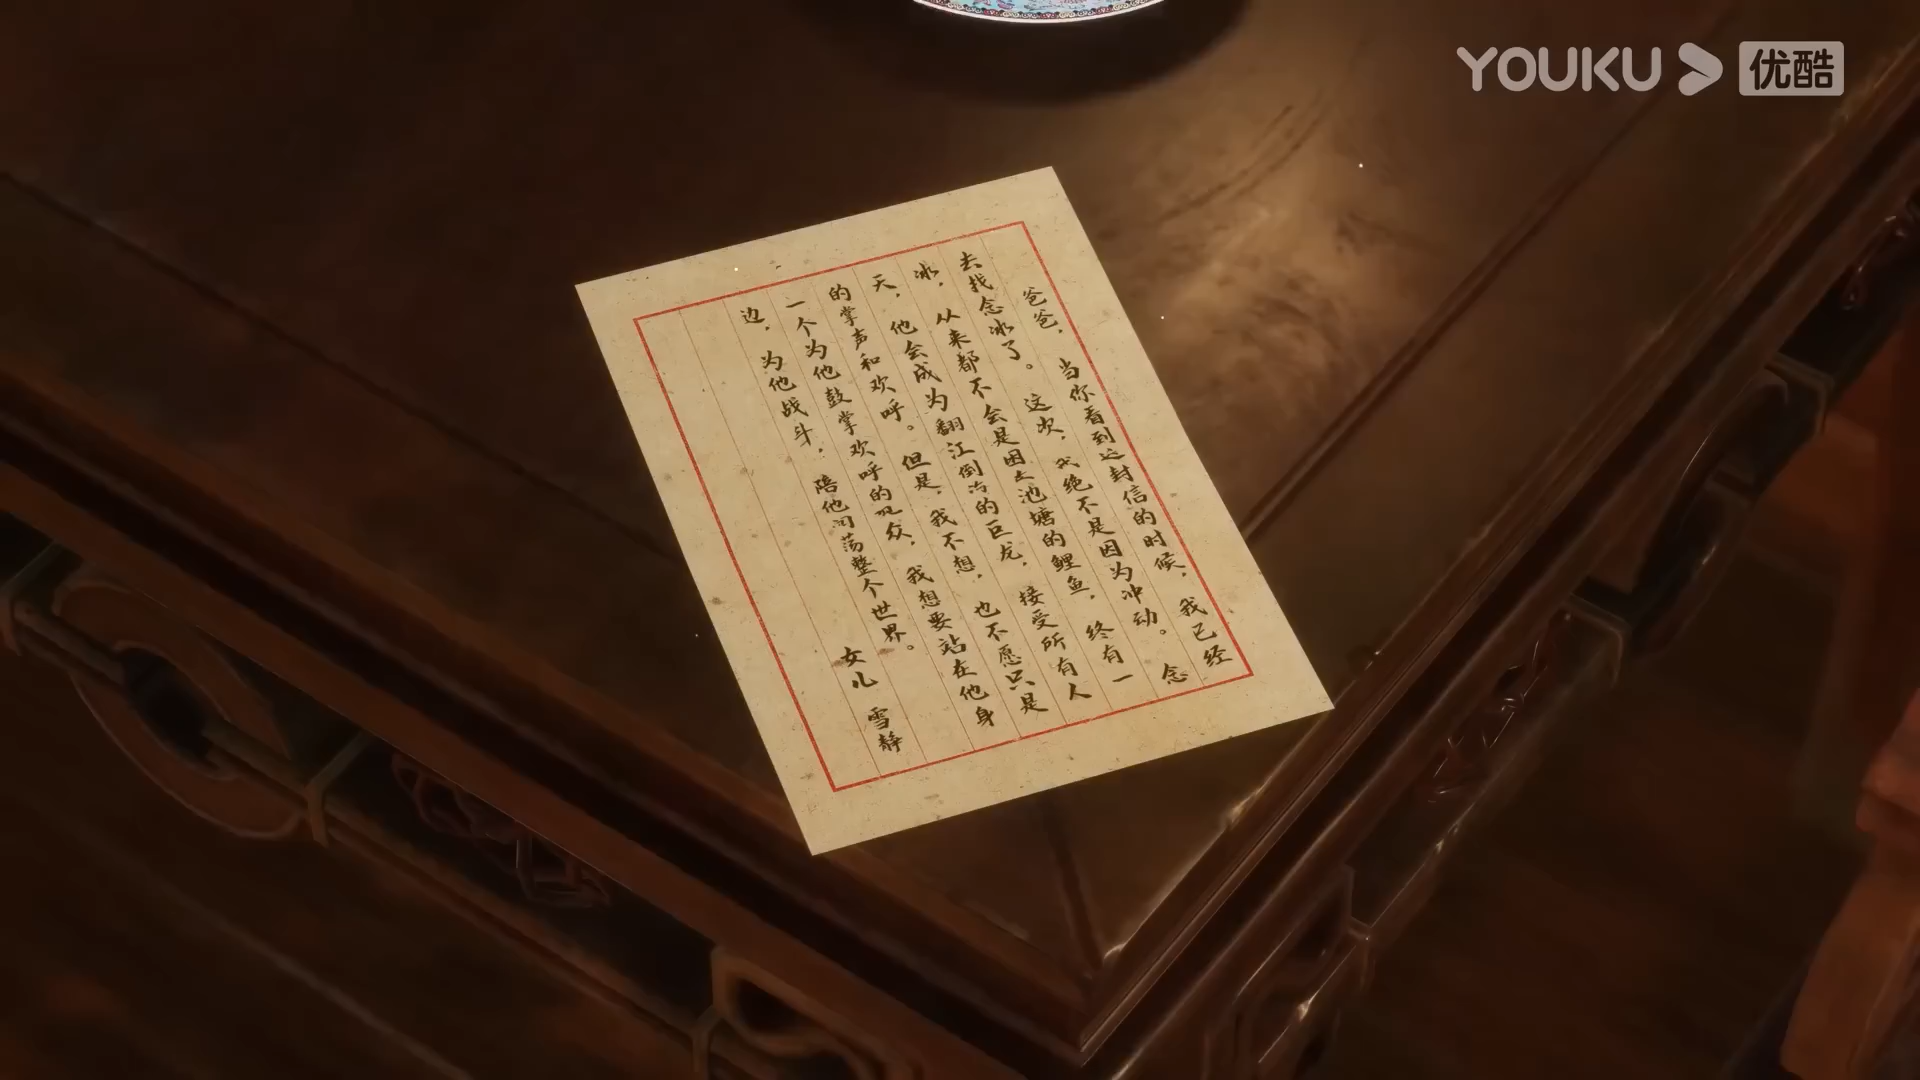 YOUKU 优酷
爸爸，当你看到这封信的时候，我已经
去找念冰了。这次，我绝不是因为冲动。念
冰，从来都不会是困池塘的鲤鱼，终有一
天，他会成为翻江倒海的巨龙，接受所有人
的掌声和欢呼。但是，我不想，也不愿只是
一个为他鼓掌欢呼的观众，我想要站在他身
边，为他战斗，陪他闯荡整个世界。
女儿 雪静